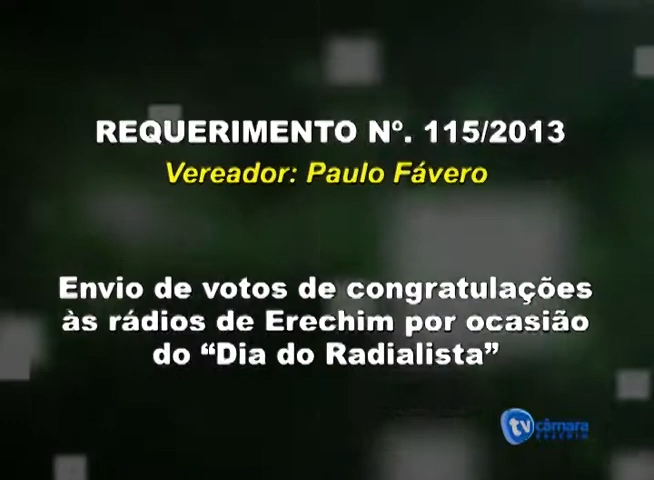 REQUERIMENTO Nº. 115/2013
Vereador: Paulo Fávero
Envio de votos de congratulações
às rádios de Erechim por ocasião
do “Dia do Radialista”
tv câmara
ERECHIM